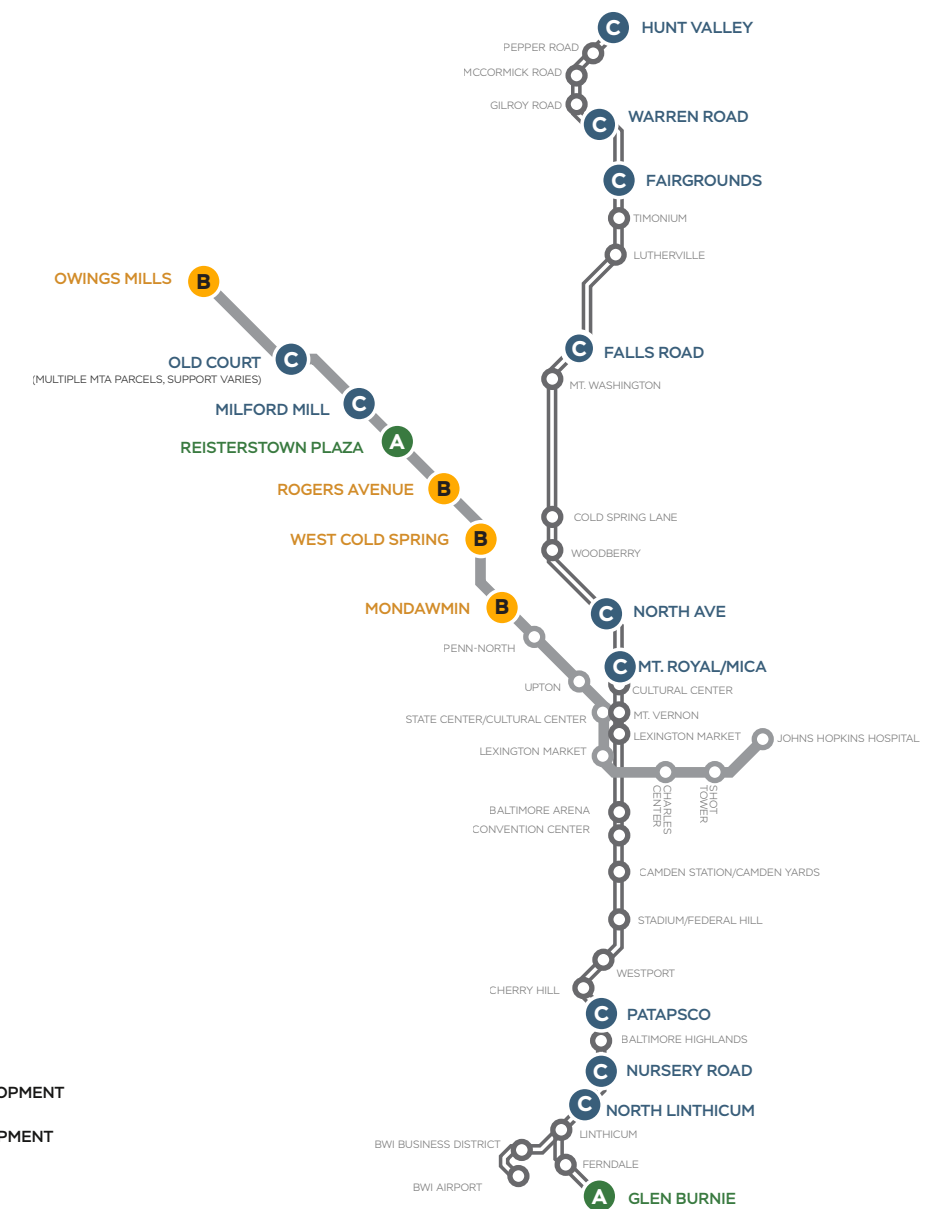 C HUNT VALLEY
PEPPER ROAD
MCCORMICK ROAD
GILROY ROAD
C WARREN ROAD
C FAIRGROUNDS
TIMONIUM
LUTHERVILLE
OWINGS MILLS B
C FALLS ROAD
OLD COURT C
(MULTIPLE MTA PARCELS, SUPPORT VARIES)
MT. WASHINGTON
MILFORD MILL C
REISTERSTOWN PLAZA A
ROGERS AVENUE B
COLD SPRING LANE
WEST COLD SPRING B
WOODBERRY
MONDAWMIN B
C NORTH AVE
PENN-NORTH
C MT. ROYAL/MICA
UPTON
CULTURAL CENTER
STATE CENTER/CULTURAL CENTER
MT. VERNON
LEXINGTON MARKET
JOHNS HOPKINS HOSPITAL
LEXINGTON MARKET
CHARLES
CENTER
SHOT
TOWER
BALTIMORE ARENA
CONVENTION CENTER
CAMDEN STATION/CAMDEN YARDS
STADIUM/FEDERAL HILL
WESTPORT
CHERRY HILL
C PATAPSCO
BALTIMORE HIGHLANDS
C NURSERY ROAD
OPMENT
C NORTH LINTHICUM
PMENT
LINTHICUM
BWI BUSINESS DISTRICT
FERNDALE
BWI AIRPORT
A GLEN BURNIE